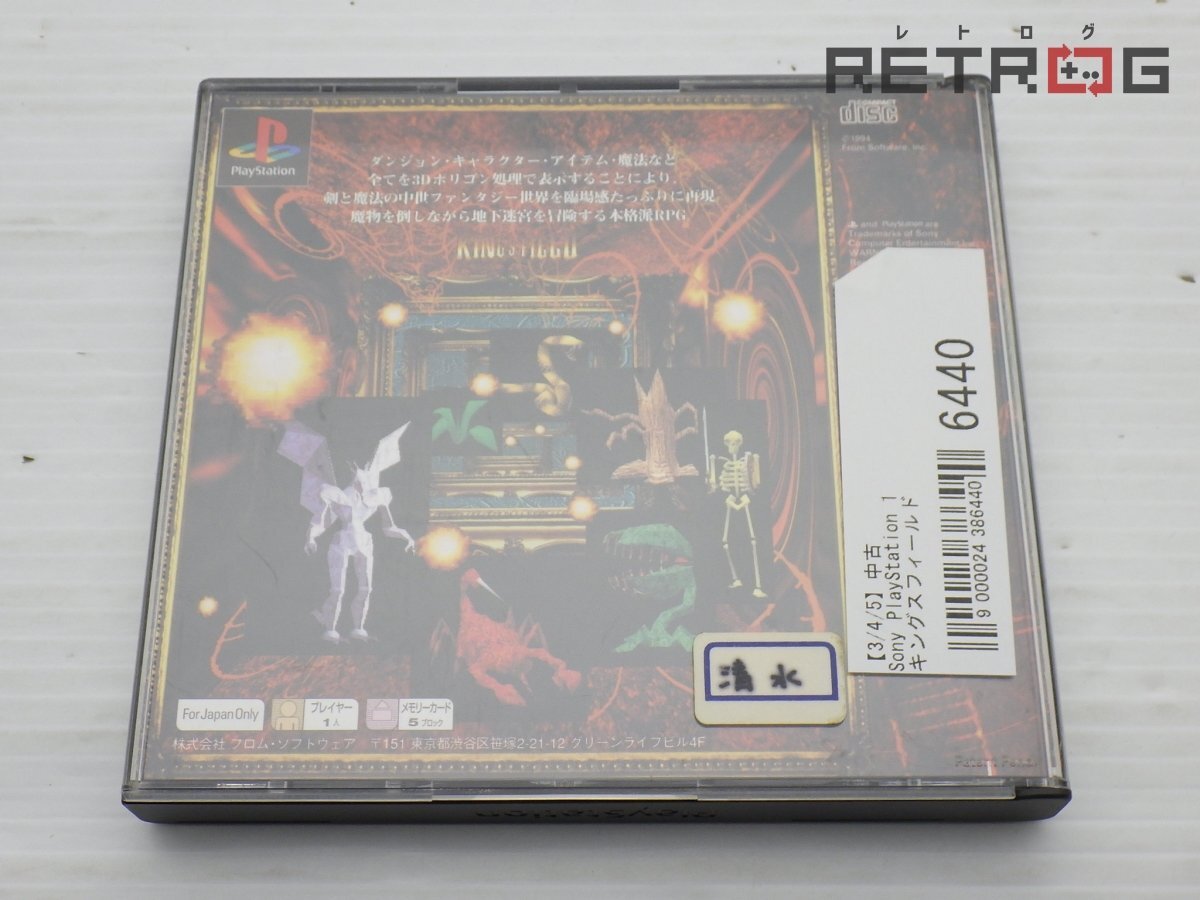 レトログ
RETROG
PlayStation
ダンジョン・キャラクター・アイテム・魔法など
全てを3Dポリゴン処理で表示することにより、
剣と魔法の中世ファンタジー世界を臨場感たっぷりに再現
魔物を倒しながら地下迷宮を冒険する本格派RPG
KING'S FIELD
COMPACT
disc
©1994
From Software, Inc.
and PlayStation are
Trademarks of Sony
Computer Entertainment Inc.
【3/4/5】中古
Sony PlayStation 1
キングスフィールド
6440
9 000024 386440
清水
For Japan Only
プレイヤー
1人
メモリーカード
5ブロック
株式会社 フロム・ソフトウェア 〒151 東京都渋谷区笹塚2-21-12 グリーンライフビル4F
PlayStation